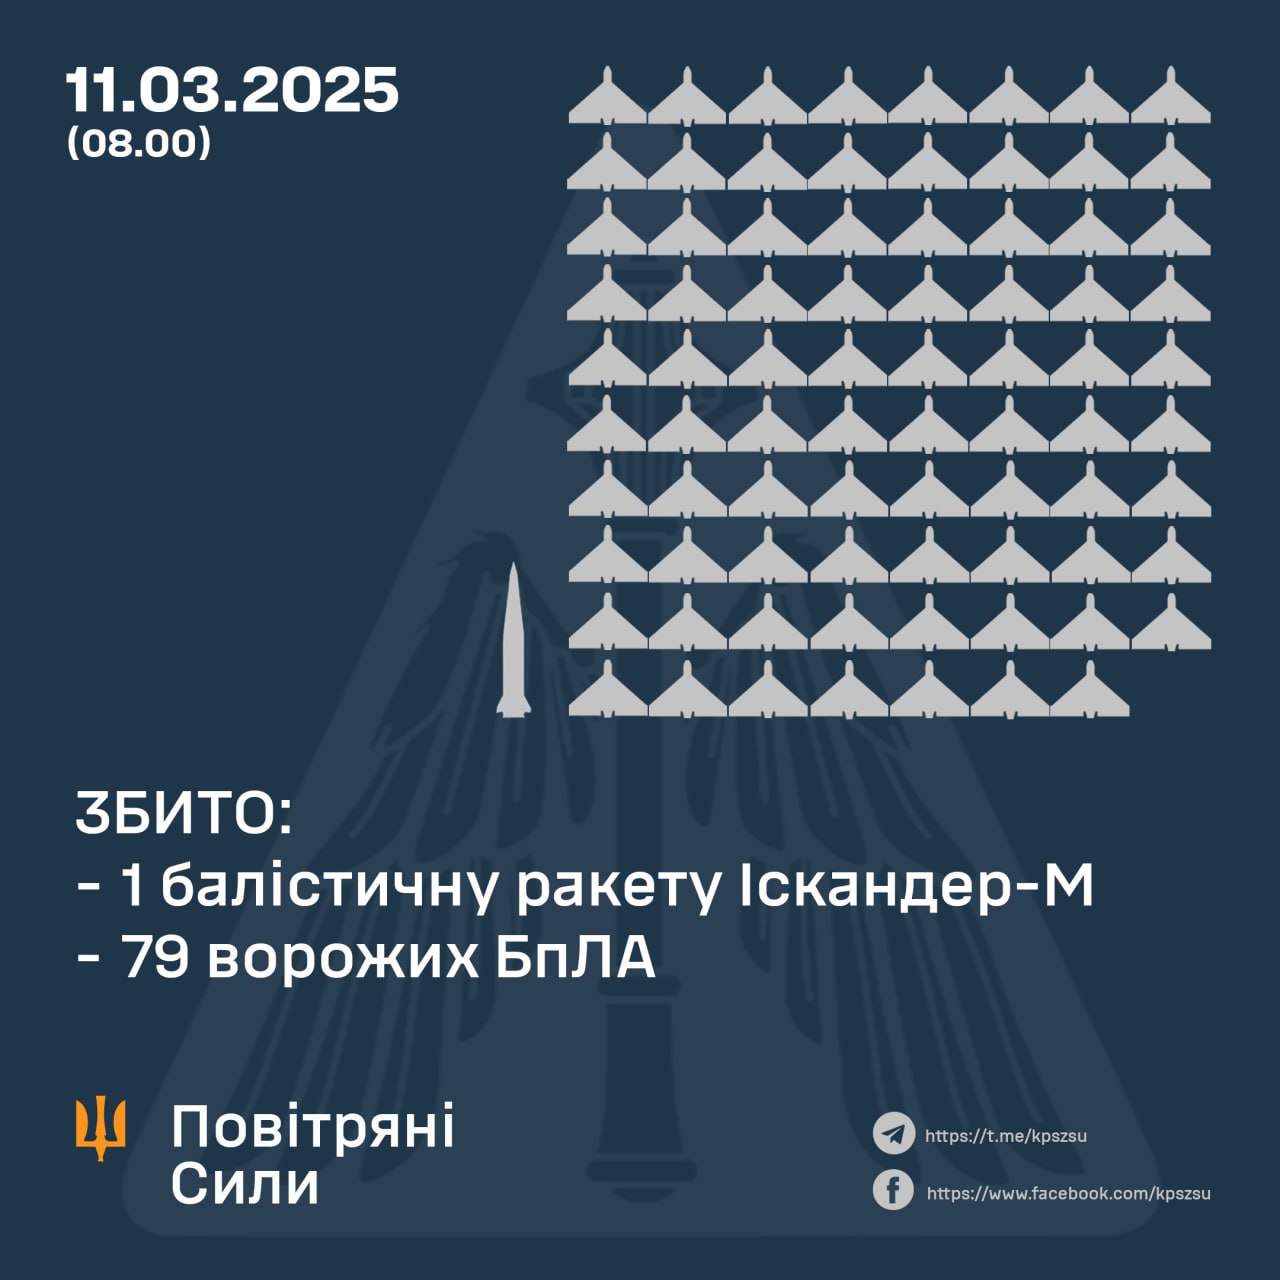 11.03.2025
(08.00)
ЗБИТО:
- 1 балістичну ракету Іскандер-М
- 79 ворожих БпЛА
Повітряні
Сили
https://t.me/kpszsu
https://www.facebook.com/kpszsu